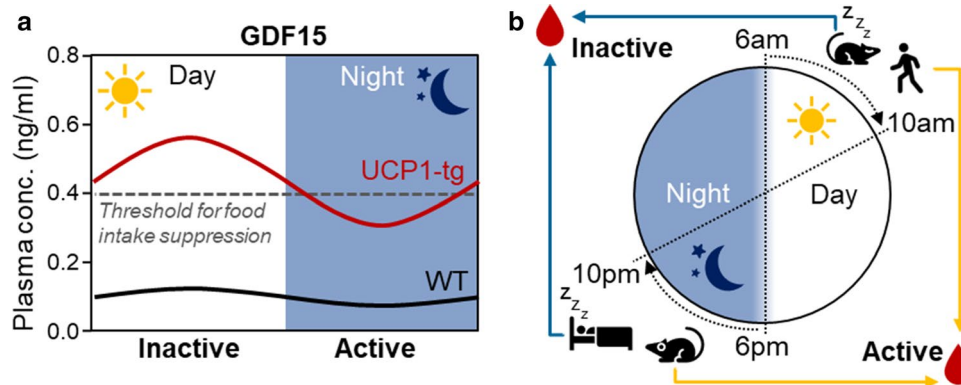 a
GDF15
Plasma conc. (ng/ml)
0.8
0.6
0.4
0.2
0.0
Day
Night
UCP1-tg
Threshold for food
intake suppression
WT
Inactive
Active
b
Inactive
z z z
6am
10am
Night
Day
10pm
z z z
6pm
Active